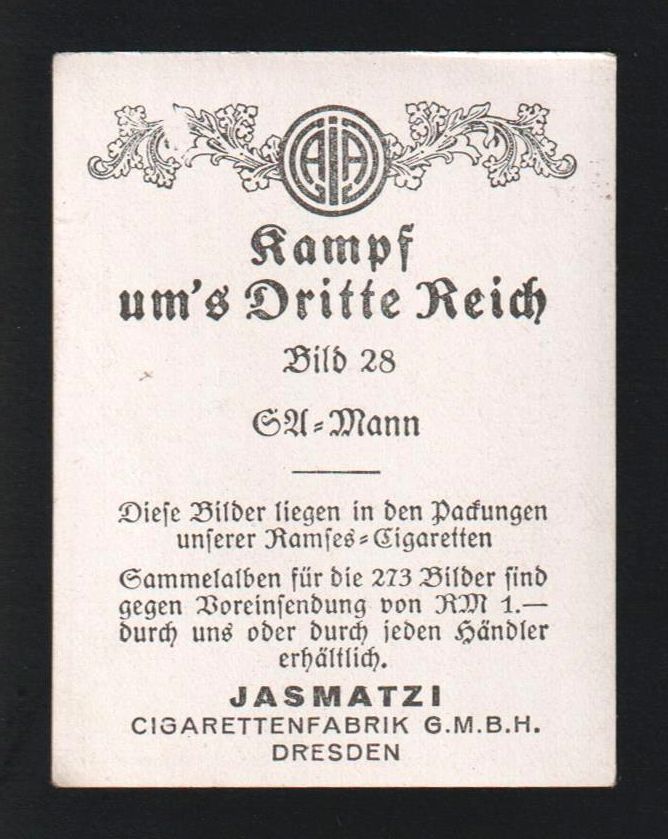 Kampf
um's Dritte Reich
Bild 28
SA-Mann
Diese Bilder liegen in den Packungen
unserer Ramses-Cigaretten
Sammelalben für die 273 Bilder sind
gegen Voreinsendung von RM 1.—
durch uns oder durch jeden Händler
erhältlich.
JASMATZI
CIGARETTENFABRIK G.M.B.H.
DRESDEN